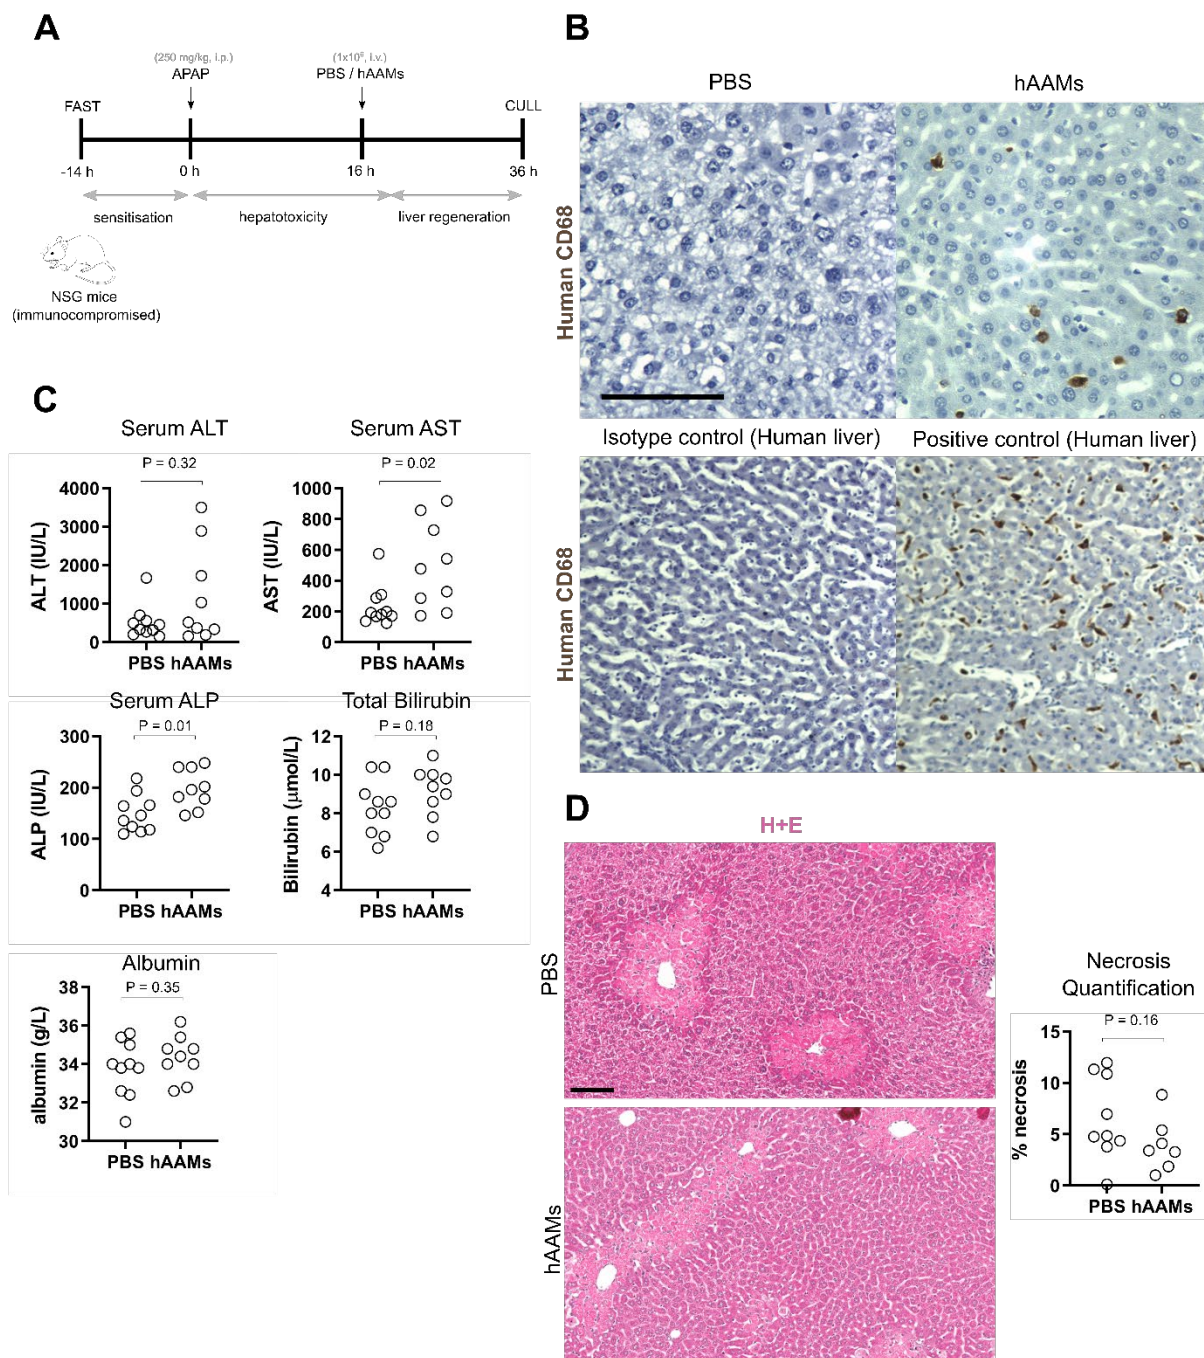 A
(250 mg/kg, i.p.)
APAP
PBS / hAAMs
FAST
CULL
-14 h
0 h
16 h
36 h
sensitisation
hepatotoxicity
liver regeneration
NSG mice
(immunocompromised)
B
PBS
hAAMs
Human CD68
Isotype control (Human liver)
Positive control (Human liver)
Human CD68
C
Serum ALT
P = 0.32
ALT (IU/L)
4000
3000
2000
1000
0
PBS hAAMs
Serum AST
P = 0.02
AST (IU/L)
1000
800
600
400
200
0
PBS hAAMs
Serum ALP
P = 0.01
ALP (IU/L)
300
200
100
0
PBS hAAMs
Total Bilirubin
P = 0.18
Bilirubin (μmol/L)
12
10
8
6
4
PBS hAAMs
Albumin
P = 0.35
albumin (g/L)
38
36
34
32
30
PBS hAAMs
D
H+E
PBS
hAAMs
Necrosis
Quantification
P = 0.16
% necrosis
15
10
5
0
PBS hAAMs